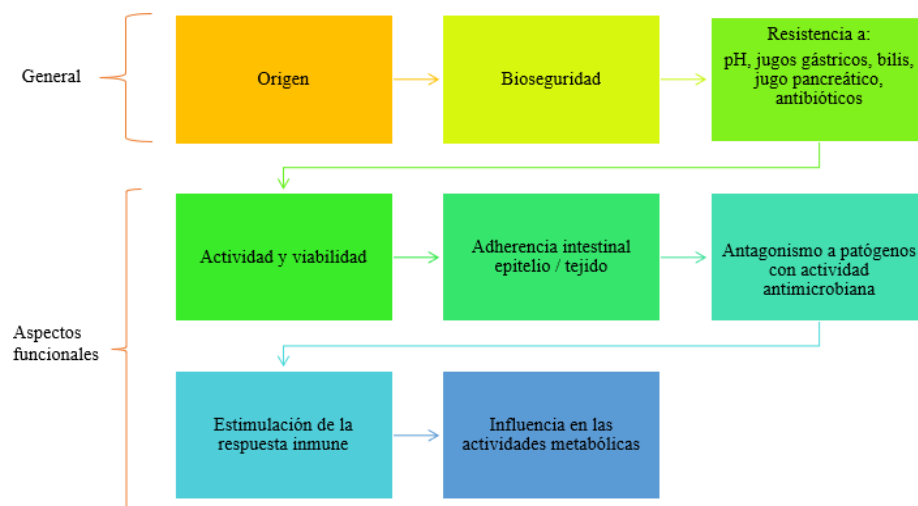 General
Origen
Bioseguridad
Resistencia a:
pH, jugos gástricos, bilis,
jugo pancreático,
antibióticos
Aspectos
funcionales
Actividad y viabilidad
Adherencia intestinal
epitelio / tejido
Antagonismo a patógenos
con actividad
antimicrobiana
Estimulación de la
respuesta inmune
Influencia en las
actividades metabólicas